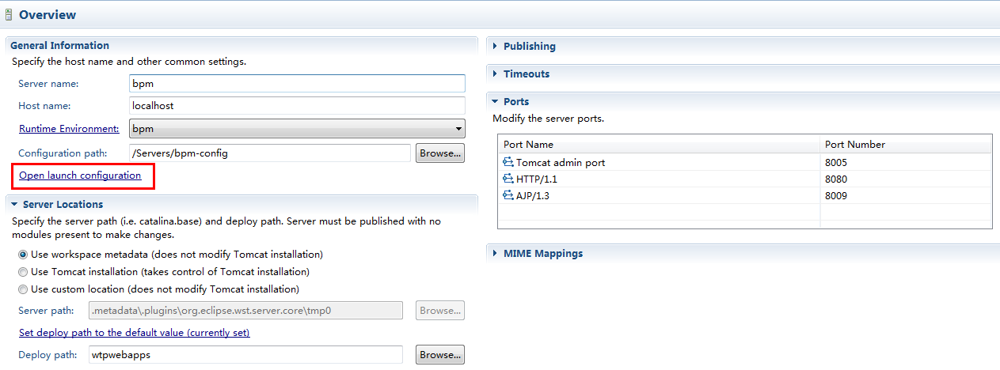 Overview
General Information
Specify the host name and other common settings.
Server name: bpm
Host name: localhost
Runtime Environment: bpm
Configuration path: /Servers/bpm-config Browse...
Open launch configuration
Server Locations
Specify the server path (i.e. catalina.base) and deploy path. Server must be published with no
modules present to make changes.
Use workspace metadata (does not modify Tomcat installation)
Use Tomcat installation (takes control of Tomcat installation)
Use custom location (does not modify Tomcat installation)
Server path: .metadata\.plugins\org.eclipse.wst.server.core\tmp0 Browse...
Set deploy path to the default value (currently set)
Deploy path: wtpwebapps Browse...
Publishing
Timeouts
Ports
Modify the server ports.
Port Name Port Number
Tomcat admin port 8005
HTTP/1.1 8080
AJP/1.3 8009
MIME Mappings